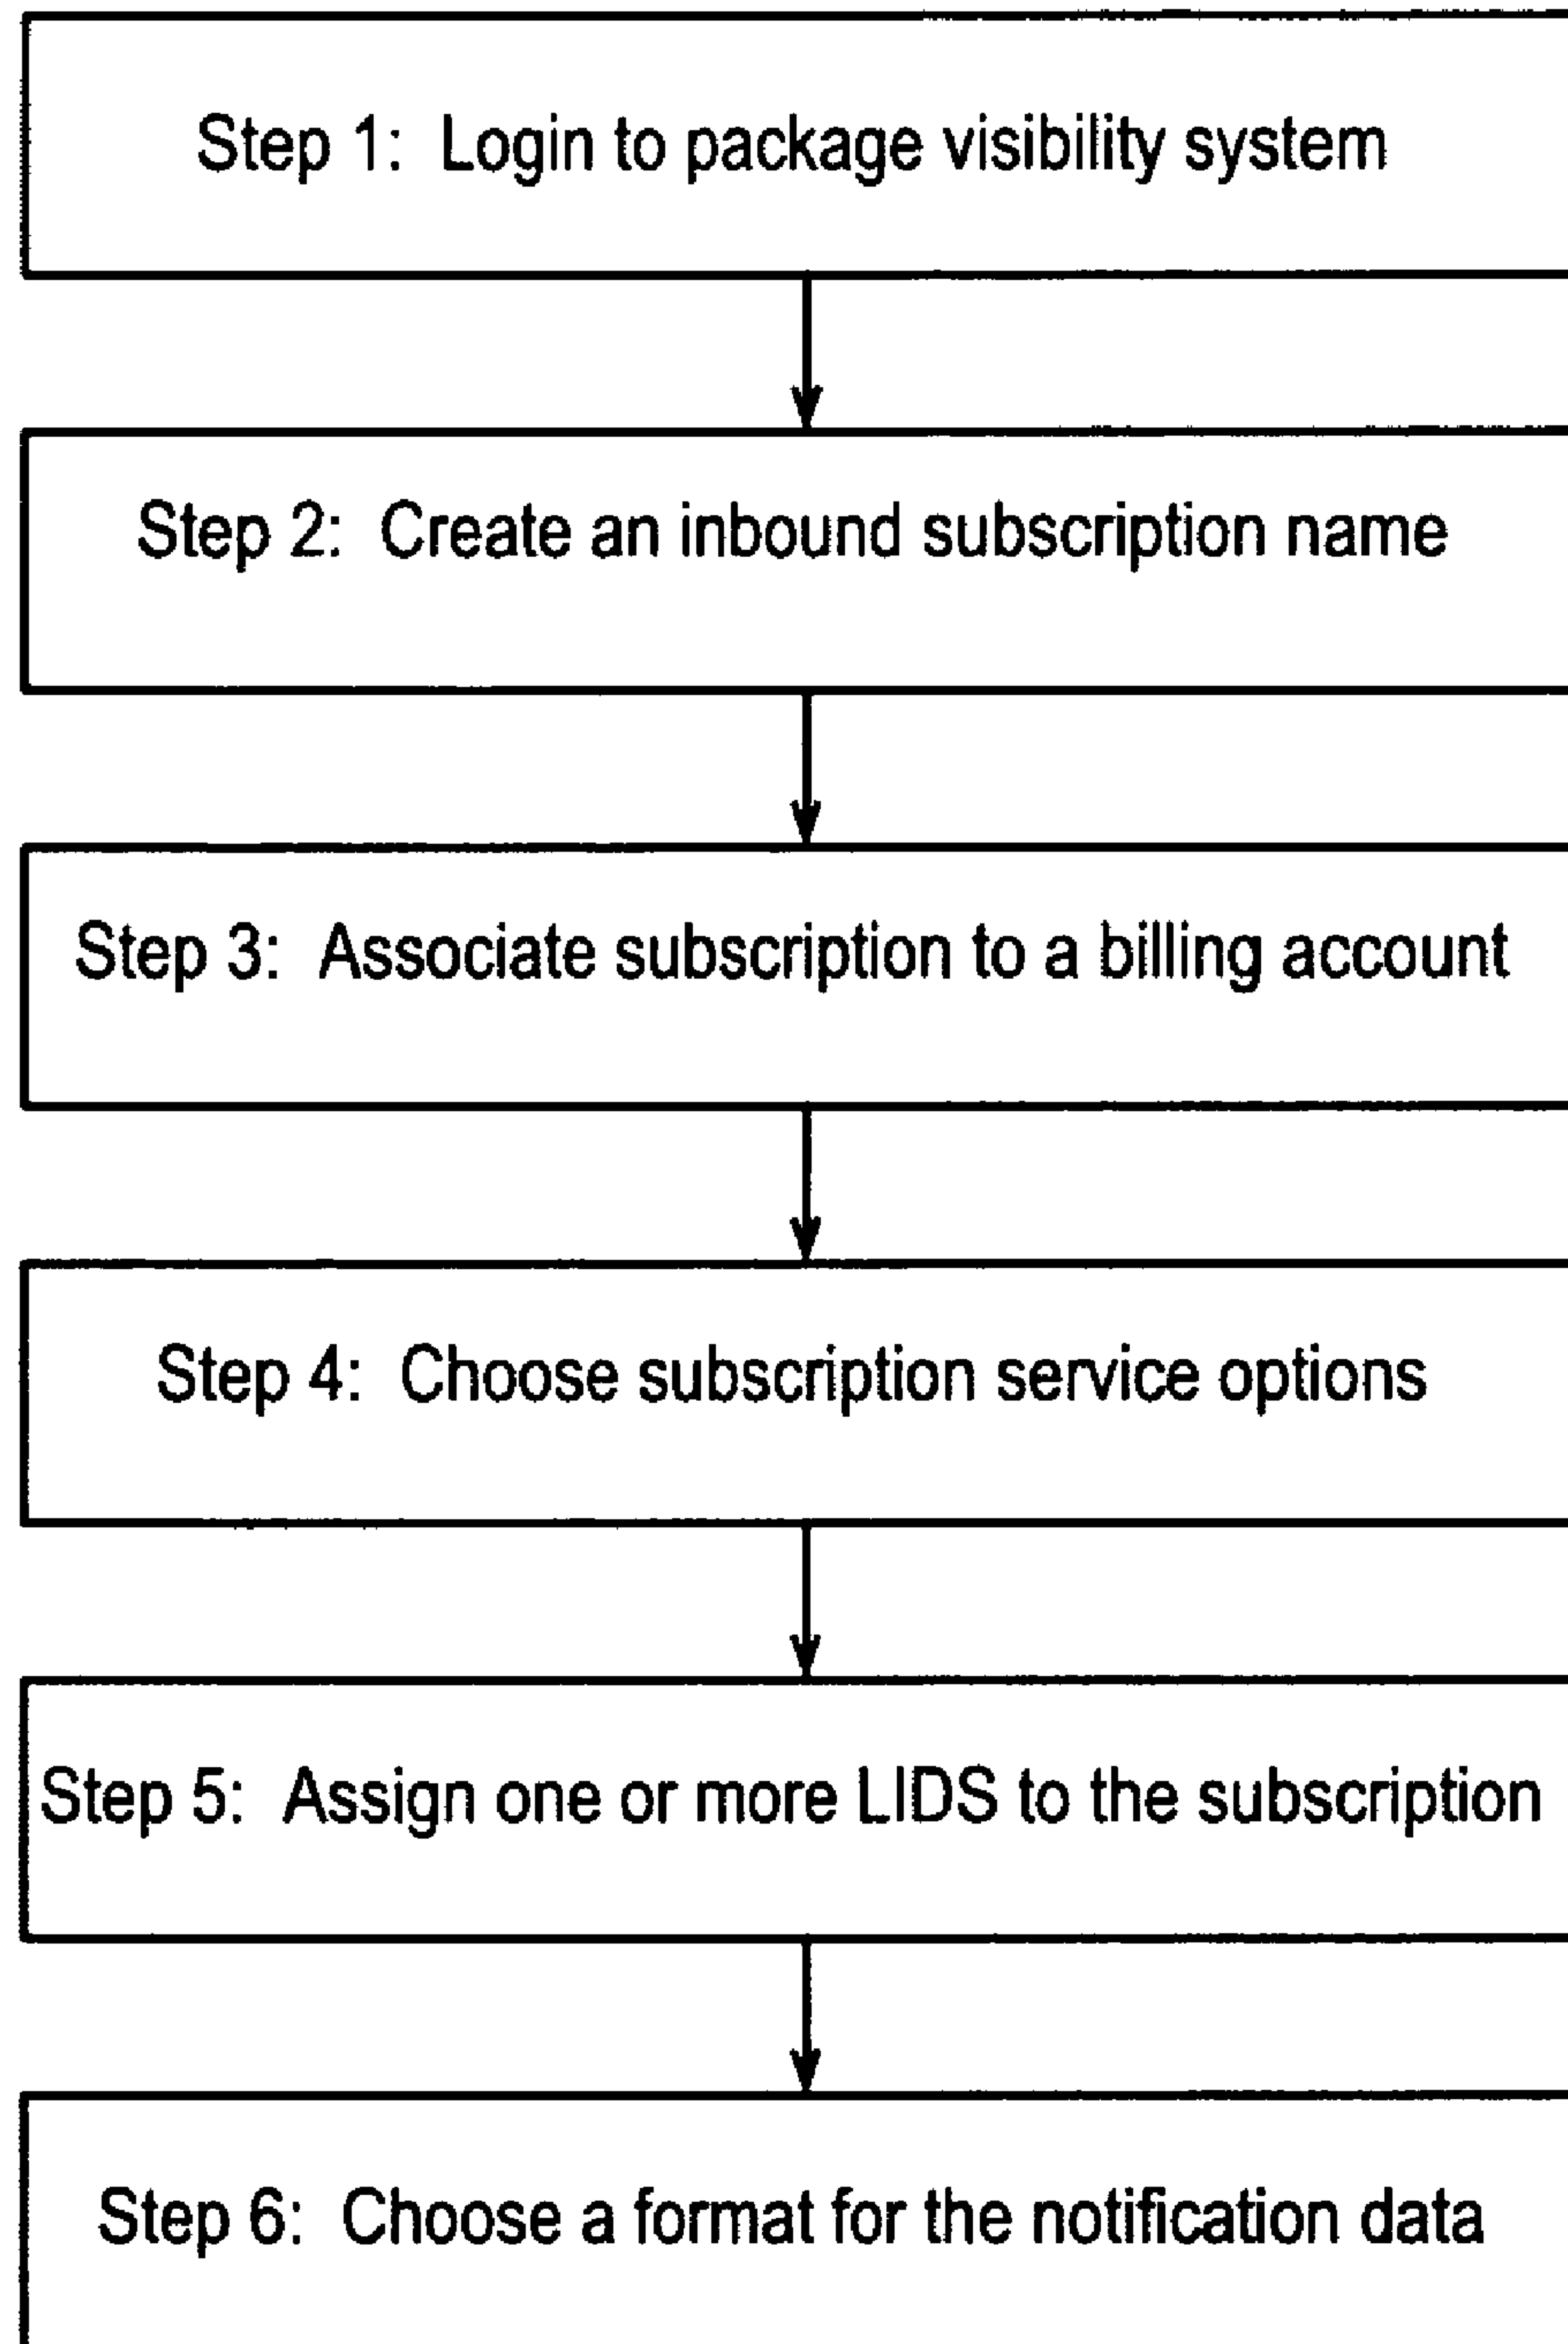 Step 1: Login to package visibility system
Step 2: Create an inbound subscription name
Step 3: Associate subscription to a billing account
Step 4: Choose subscription service options
Step 5: Assign one or more LIDS to the subscription
Step 6: Choose a format for the notification data